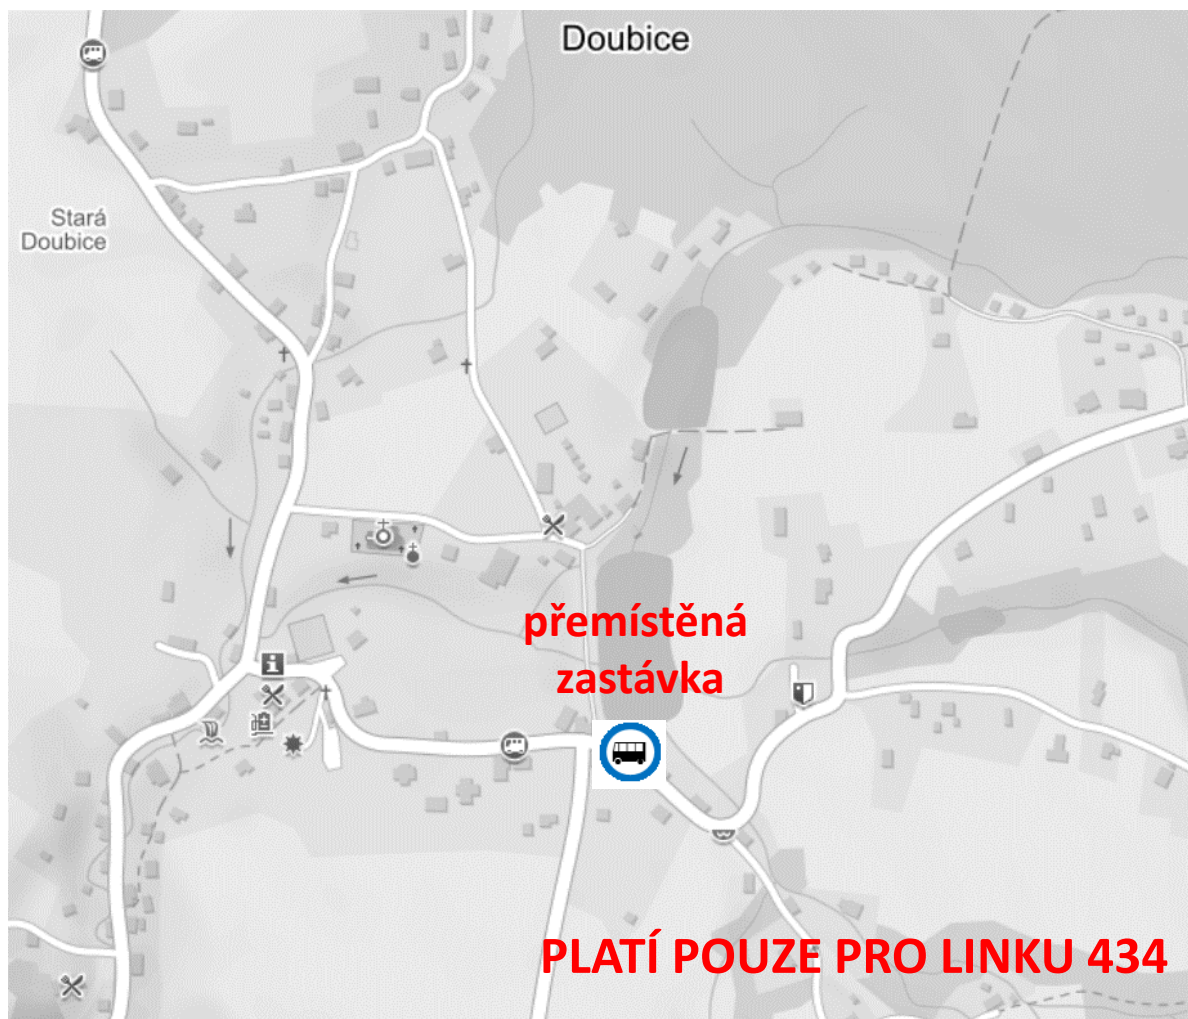 Doubice
Stará
Doubice
přemístěná
zastávka
PLATÍ POUZE PRO LINKU 434